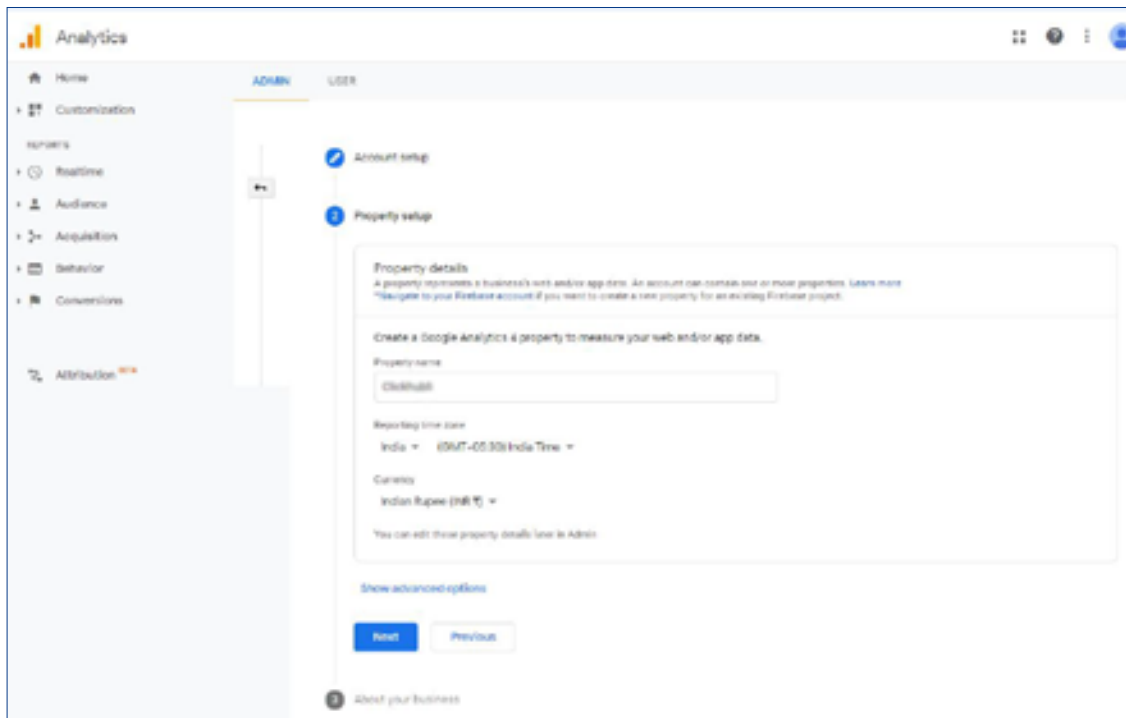 Analytics
Home
Customization
REPORTS
Realtime
Audience
Acquisition
Behavior
Conversions
Attribution BETA
ADMIN USER
Account setup
2 Property setup
Property details
A property represents a business's web and/or app data. An account can contain one or more properties. Learn more
*Navigate to your Firebase account if you want to create a new property for an existing Firebase project.
Create a Google Analytics 4 property to measure your web and/or app data.
Property name
Reporting time zone
India (GMT+05:30) India Time
Currency
Indian Rupee (INR ₹)
You can edit these property details later in Admin
Show advanced options
Next Previous
3 About your business